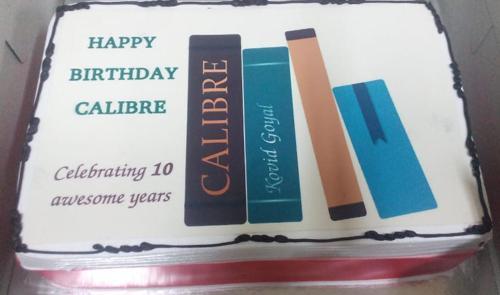 HAPPY
BIRTHDAY
CALIBRE
Celebrating 10
awesome years
CALIBRE
Kovid Goyal